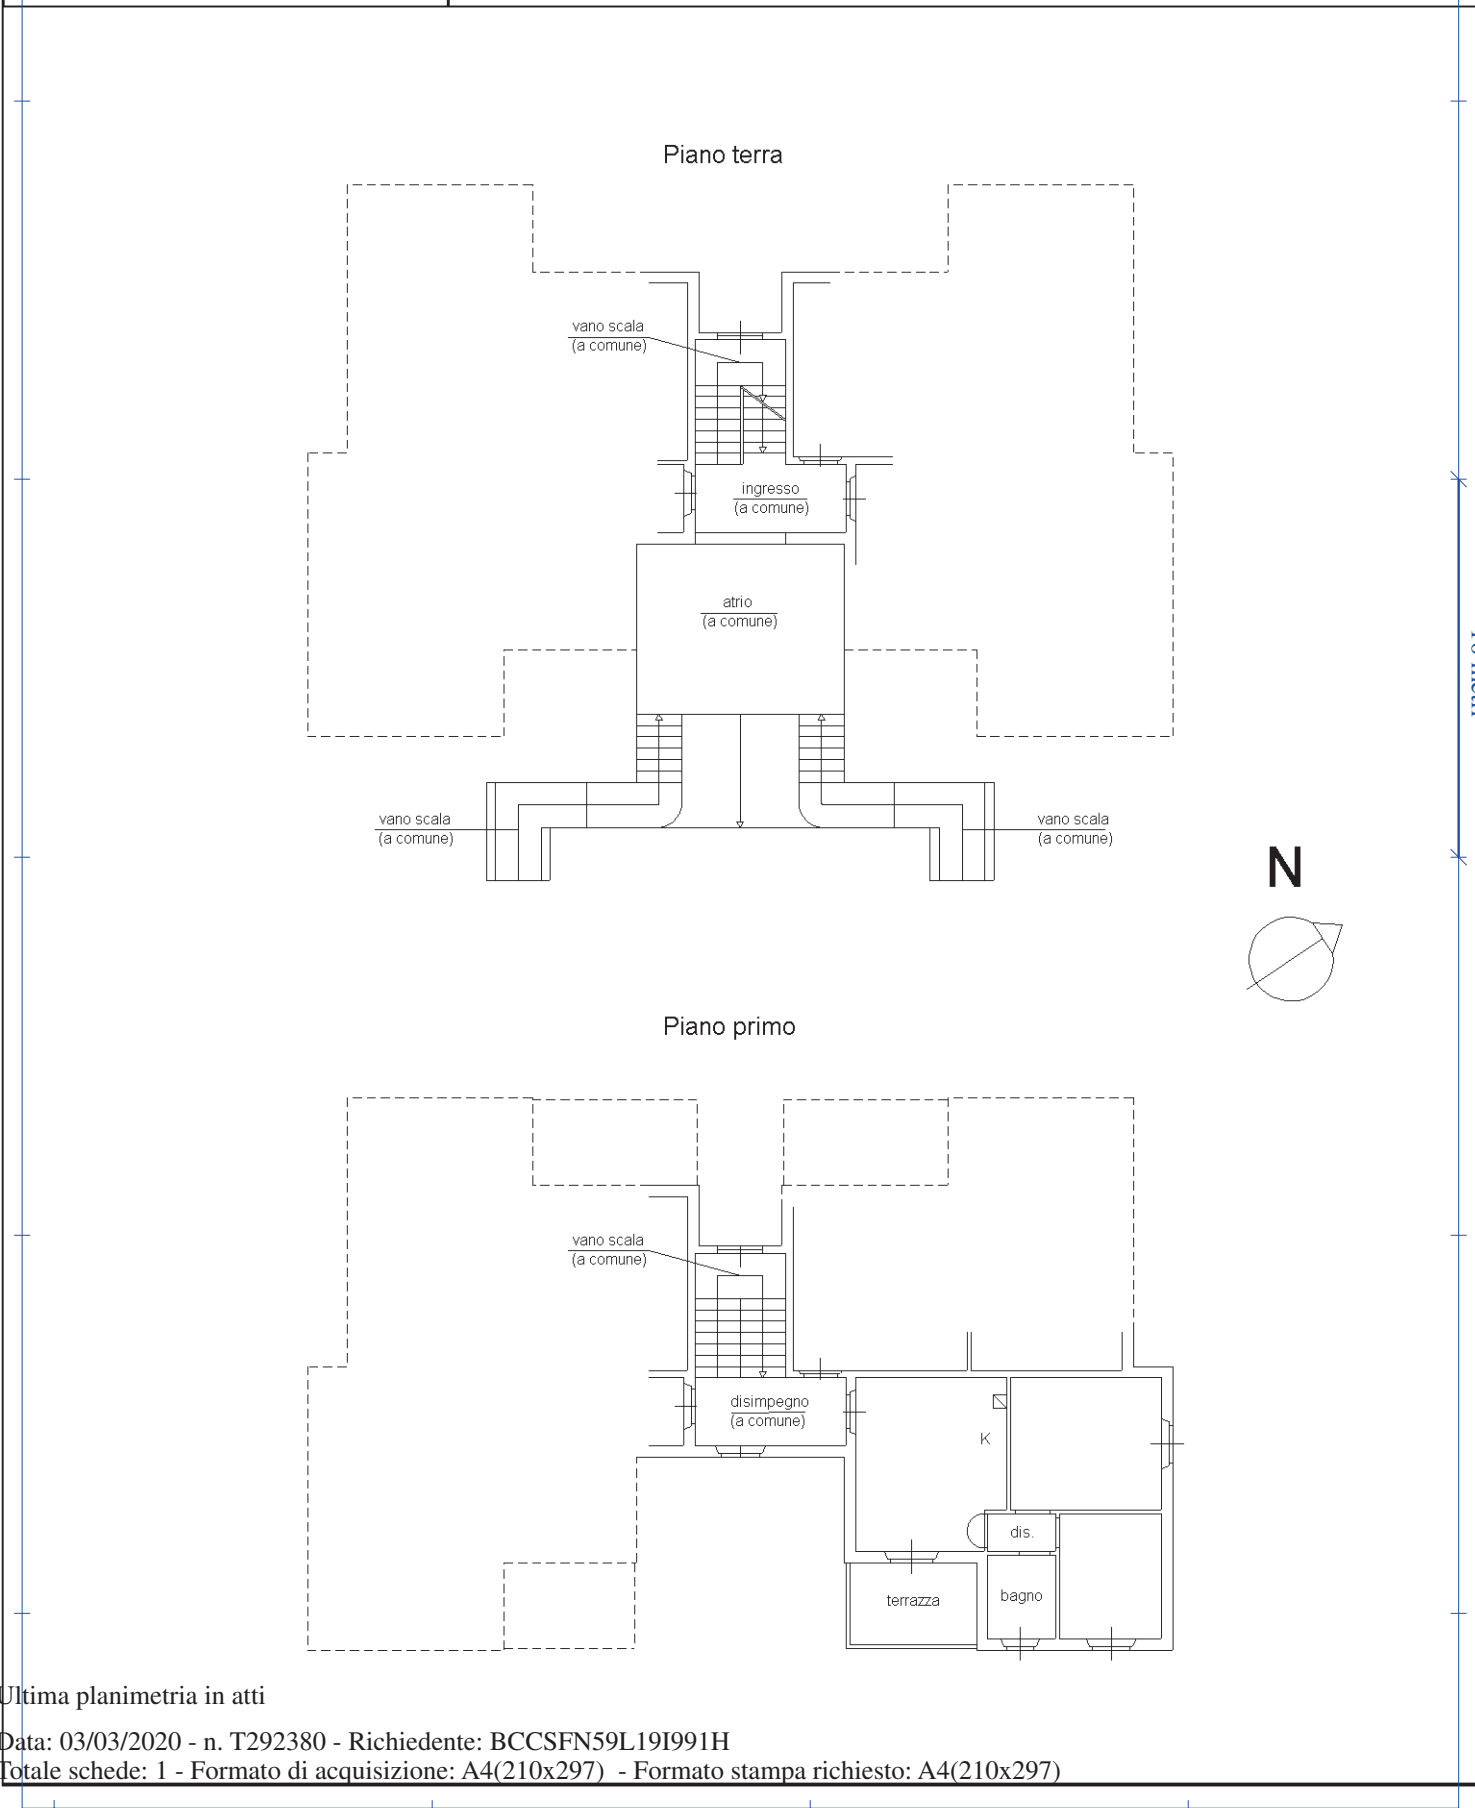 Piano terra
vano scala
(a comune)
ingresso
(a comune)
atrio
(a comune)
vano scala
(a comune)
vano scala
(a comune)
N
Piano primo
vano scala
(a comune)
disimpegno
(a comune)
K
dis.
terrazza
bagno
Ultima planimetria in atti
Data: 03/03/2020 - n. T292380 - Richiedente: BCCSFN59L19I991H
Totale schede: 1 - Formato di acquisizione: A4(210x297) - Formato stampa richiesto: A4(210x297)